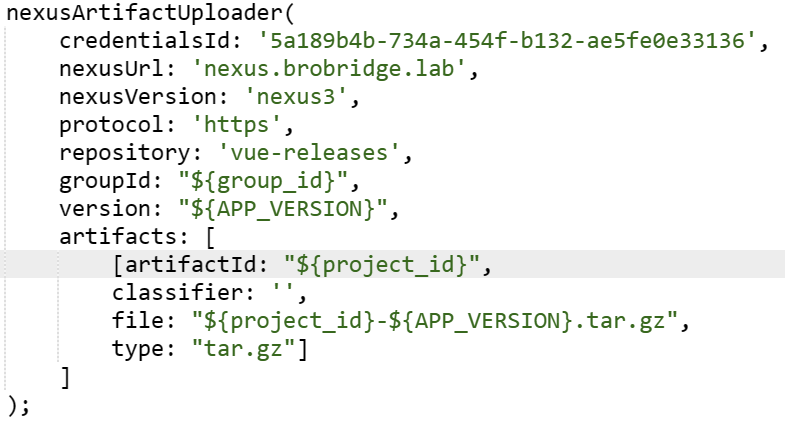 nexusArtifactUploader(
    credentialsId: '5a189b4b-734a-454f-b132-ae5fe0e33136',
    nexusUrl: 'nexus.brobridge.lab',
    nexusVersion: 'nexus3',
    protocol: 'https',
    repository: 'vue-releases',
    groupId: "${group_id}",
    version: "${APP_VERSION}",
    artifacts: [
        [artifactId: "${project_id}",
        classifier: '',
        file: "${project_id}-${APP_VERSION}.tar.gz",
        type: "tar.gz"]
    ]
);